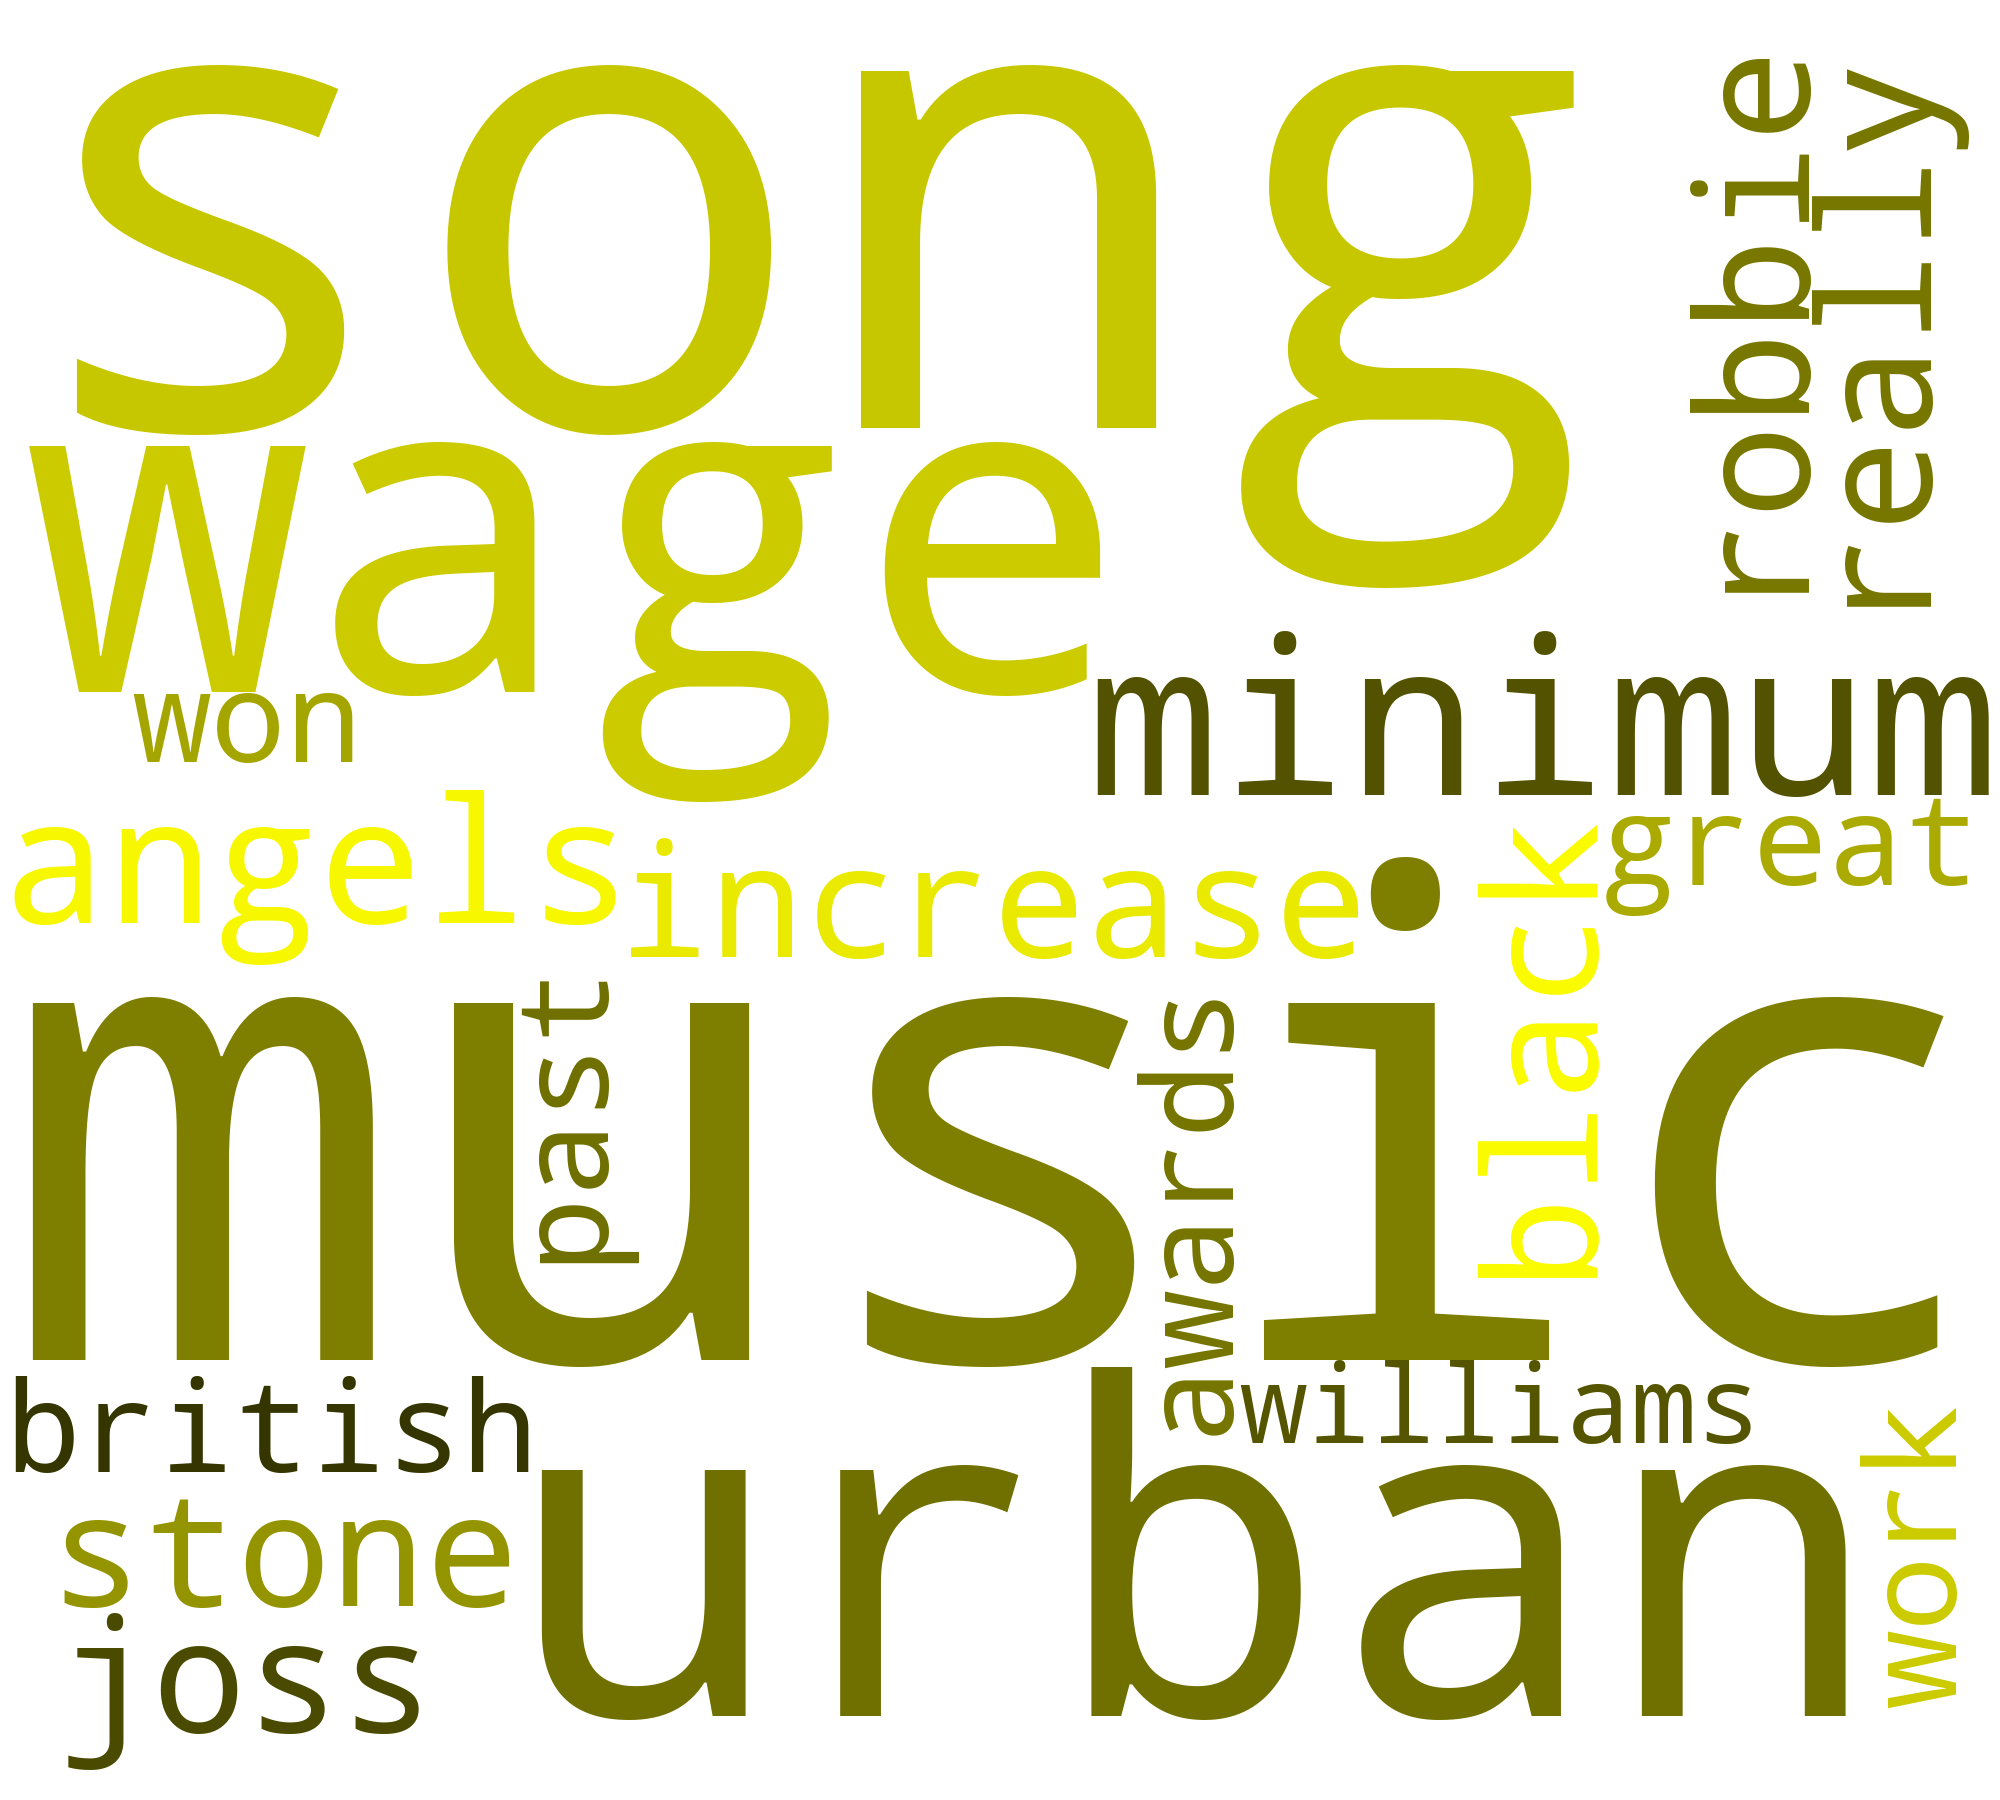 song
robbie
really
wage
minimum
won
great
angels
increase
black
music
past
awards
british
williams
urban
stone
work
joss